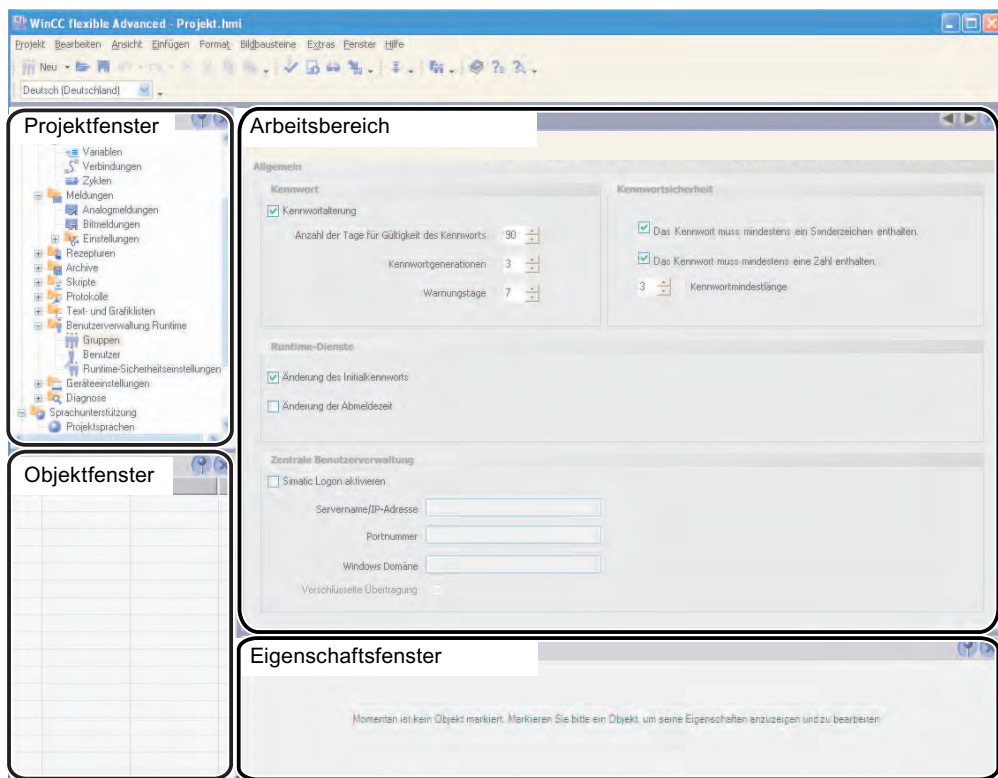 WinCC flexible Advanced - Projekt.hmi
Projekt Bearbeiten Ansicht Einfügen Format Bildbausteine Extras Fenster Hilfe
Neu
Deutsch (Deutschland)
Projektfenster
Variablen
Verbindungen
Zyklen
Meldungen
Analogmeldungen
Bitmeldungen
Einstellungen
Rezepturen
Archive
Skripte
Protokolle
Text- und Grafiklisten
Benutzerverwaltung Runtime
Gruppen
Benutzer
Runtime-Sicherheitseinstellungen
Geräteeinstellungen
Diagnose
Sprachunterstützung
Projektsprachen
Objektfenster
Arbeitsbereich
Allgemein
Kennwort
Kennwortalterung
Anzahl der Tage für Gültigkeit des Kennworts 90
Kennwortgenerationen 3
Warnungstage 7
Kennwortsicherheit
Das Kennwort muss mindestens ein Sonderzeichen enthalten.
Das Kennwort muss mindestens eine Zahl enthalten.
3 Kennwortmindestlänge
Runtime-Dienste
Änderung des Initialkennworts
Änderung der Abmeldezeit
Zentrale Benutzerverwaltung
Simatic Logon aktivieren
Servername/IP-Adresse
Portnummer
Windows Domäne
Verschlüsselte Übertragung
Eigenschaftsfenster
Momentan ist kein Objekt markiert. Markieren Sie bitte ein Objekt, um seine Eigenschaften anzuzeigen und zu bearbeiten